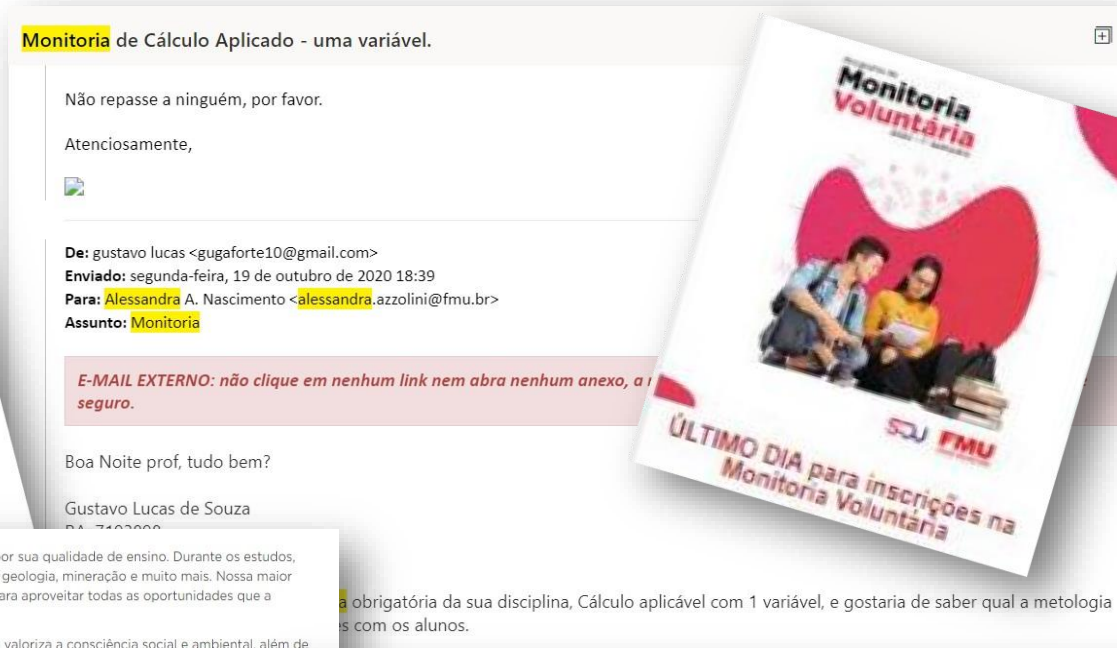 Monitoria de Cálculo Aplicado - uma variável.
Não repasse a ninguém, por favor.
Atenciosamente,
De: gustavo lucas <gugaforte10@gmail.com>
Enviado: segunda-feira, 19 de outubro de 2020 18:39
Para: Alessandra A. Nascimento <alessandra.azzolini@fmu.br>
Assunto: Monitoria
E-MAIL EXTERNO: não clique em nenhum link nem abra nenhum anexo, a
seguro.
Boa Noite prof, tudo bem?
Gustavo Lucas de Souza
obrigatória da sua disciplina, Cálculo aplicável com 1 variável, e gostaria de saber qual a metologia
com os alunos.
por sua qualidade de ensino. Durante os estudos,
geologia, mineração e muito mais. Nossa maior
para aproveitar todas as oportunidades que a
valoriza a consciência social e ambiental, além de
Monitoria
Voluntária
SOU FMU
ÚLTIMO DIA para inscrições na
Monitoria Voluntária